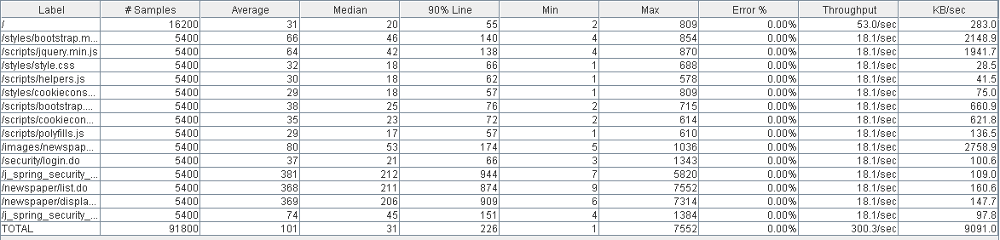 Label # Samples Average Median 90% Line Min Max Error % Throughput KB/sec
/ 16200 31 20 55 2 809 0.00% 53.0/sec 283.0
/styles/bootstrap.m... 5400 66 46 140 4 854 0.00% 18.1/sec 2148.9
/scripts/jquery.min.js 5400 64 42 138 4 870 0.00% 18.1/sec 1941.7
/styles/style.css 5400 32 18 66 1 688 0.00% 18.1/sec 28.5
/scripts/helpers.js 5400 30 18 62 1 578 0.00% 18.1/sec 41.5
/styles/cookiecons... 5400 29 18 57 1 809 0.00% 18.1/sec 75.0
/scripts/bootstrap.... 5400 38 25 76 2 715 0.00% 18.1/sec 660.9
/scripts/cookiecon... 5400 35 23 72 2 614 0.00% 18.1/sec 621.8
/scripts/polyfills.js 5400 29 17 57 1 610 0.00% 18.1/sec 136.5
/images/newspap... 5400 80 53 174 5 1036 0.00% 18.1/sec 2758.9
/security/login.do 5400 37 21 66 3 1343 0.00% 18.1/sec 100.6
/j_spring_security_... 5400 381 212 944 7 5820 0.00% 18.1/sec 109.0
/newspaper/list.do 5400 368 211 874 9 7552 0.00% 18.1/sec 160.6
/newspaper/displa... 5400 369 206 909 6 7314 0.00% 18.1/sec 147.7
/j_spring_security_... 5400 74 45 151 4 1384 0.00% 18.1/sec 97.8
TOTAL 91800 101 31 226 1 7552 0.00% 300.3/sec 9091.0